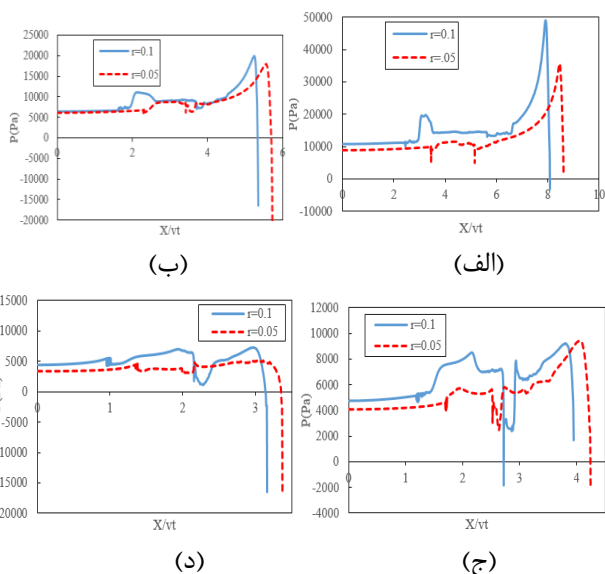 25000
20000
15000
10000
5000
0
-5000
-10000
-15000
-20000
P(Pa)
r=0.1
r=0.05
0 2 4 6
X/vt
(ب)
50000
40000
30000
20000
10000
0
-10000
P(Pa)
r=0.1
r=.05
0 2 4 6 8 10
X/vt
(الف)
15000
10000
5000
0
-5000
10000
15000
20000
r=0.1
r=0.05
0 1 2 3
X/vt
(د)
12000
10000
8000
6000
4000
2000
0
-2000
-4000
P(Pa)
r=0.1
r=0.05
0 1 2 3 4
X/vt
(ج)